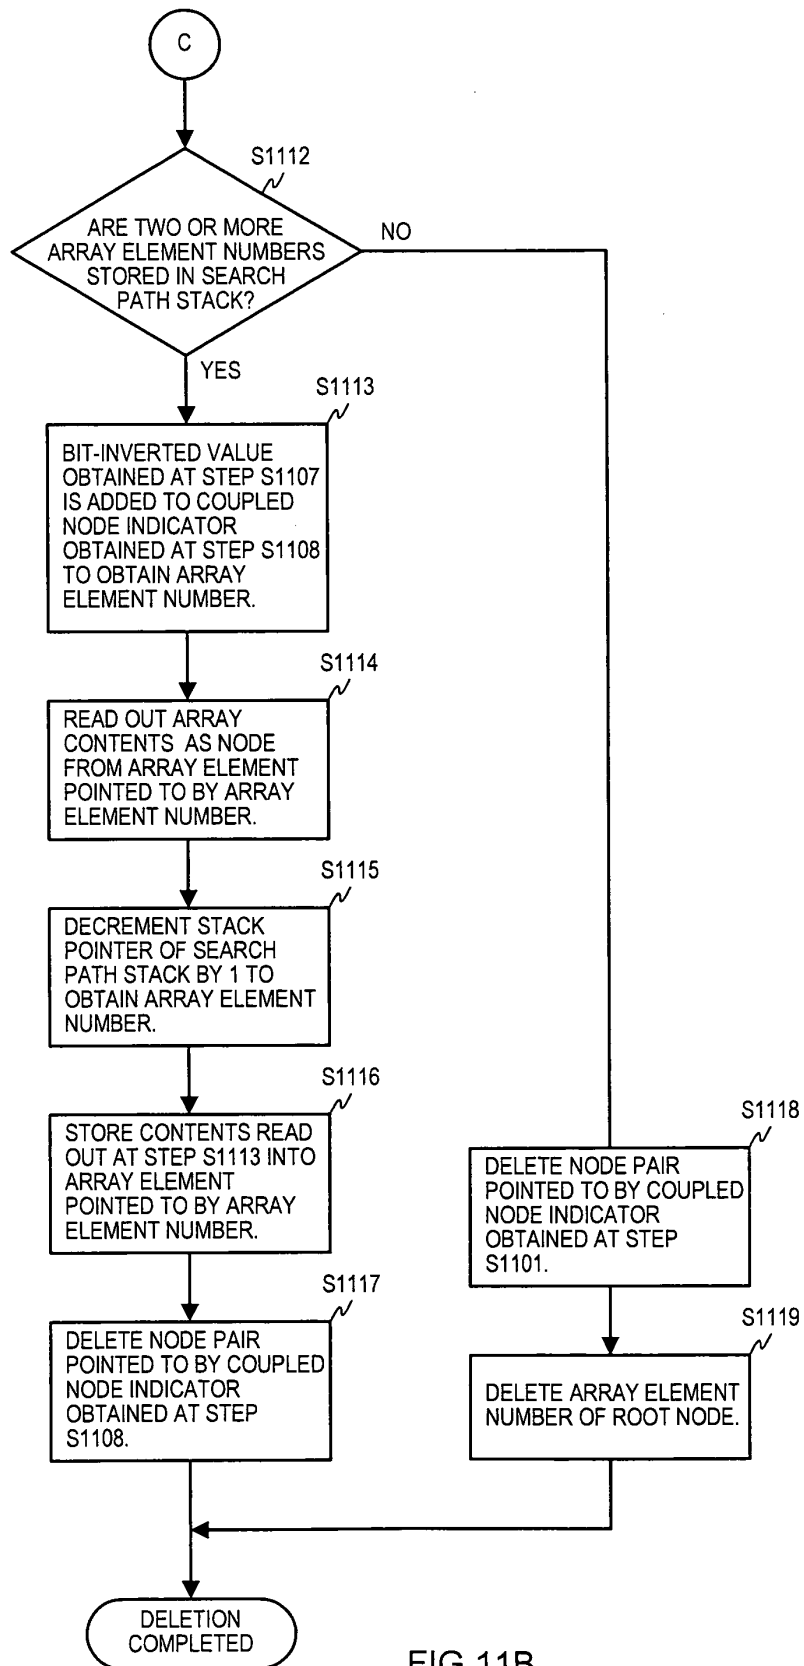 C
S1112
ARE TWO OR MORE
ARRAY ELEMENT NUMBERS
STORED IN SEARCH
PATH STACK?
NO
YES
S1113
BIT-INVERTED VALUE
OBTAINED AT STEP S1107
IS ADDED TO COUPLED
NODE INDICATOR
OBTAINED AT STEP S1108
TO OBTAIN ARRAY
ELEMENT NUMBER.
S1114
READ OUT ARRAY
CONTENTS AS NODE
FROM ARRAY ELEMENT
POINTED TO BY ARRAY
ELEMENT NUMBER.
S1115
DECREMENT STACK
POINTER OF SEARCH
PATH STACK BY 1 TO
OBTAIN ARRAY ELEMENT
NUMBER.
S1116
STORE CONTENTS READ
OUT AT STEP S1113 INTO
ARRAY ELEMENT
POINTED TO BY ARRAY
ELEMENT NUMBER.
S1117
DELETE NODE PAIR
POINTED TO BY COUPLED
NODE INDICATOR
OBTAINED AT STEP
S1108.
S1118
DELETE NODE PAIR
POINTED TO BY COUPLED
NODE INDICATOR
OBTAINED AT STEP
S1101.
S1119
DELETE ARRAY ELEMENT
NUMBER OF ROOT NODE.
DELETION
COMPLETED
FIG.11B